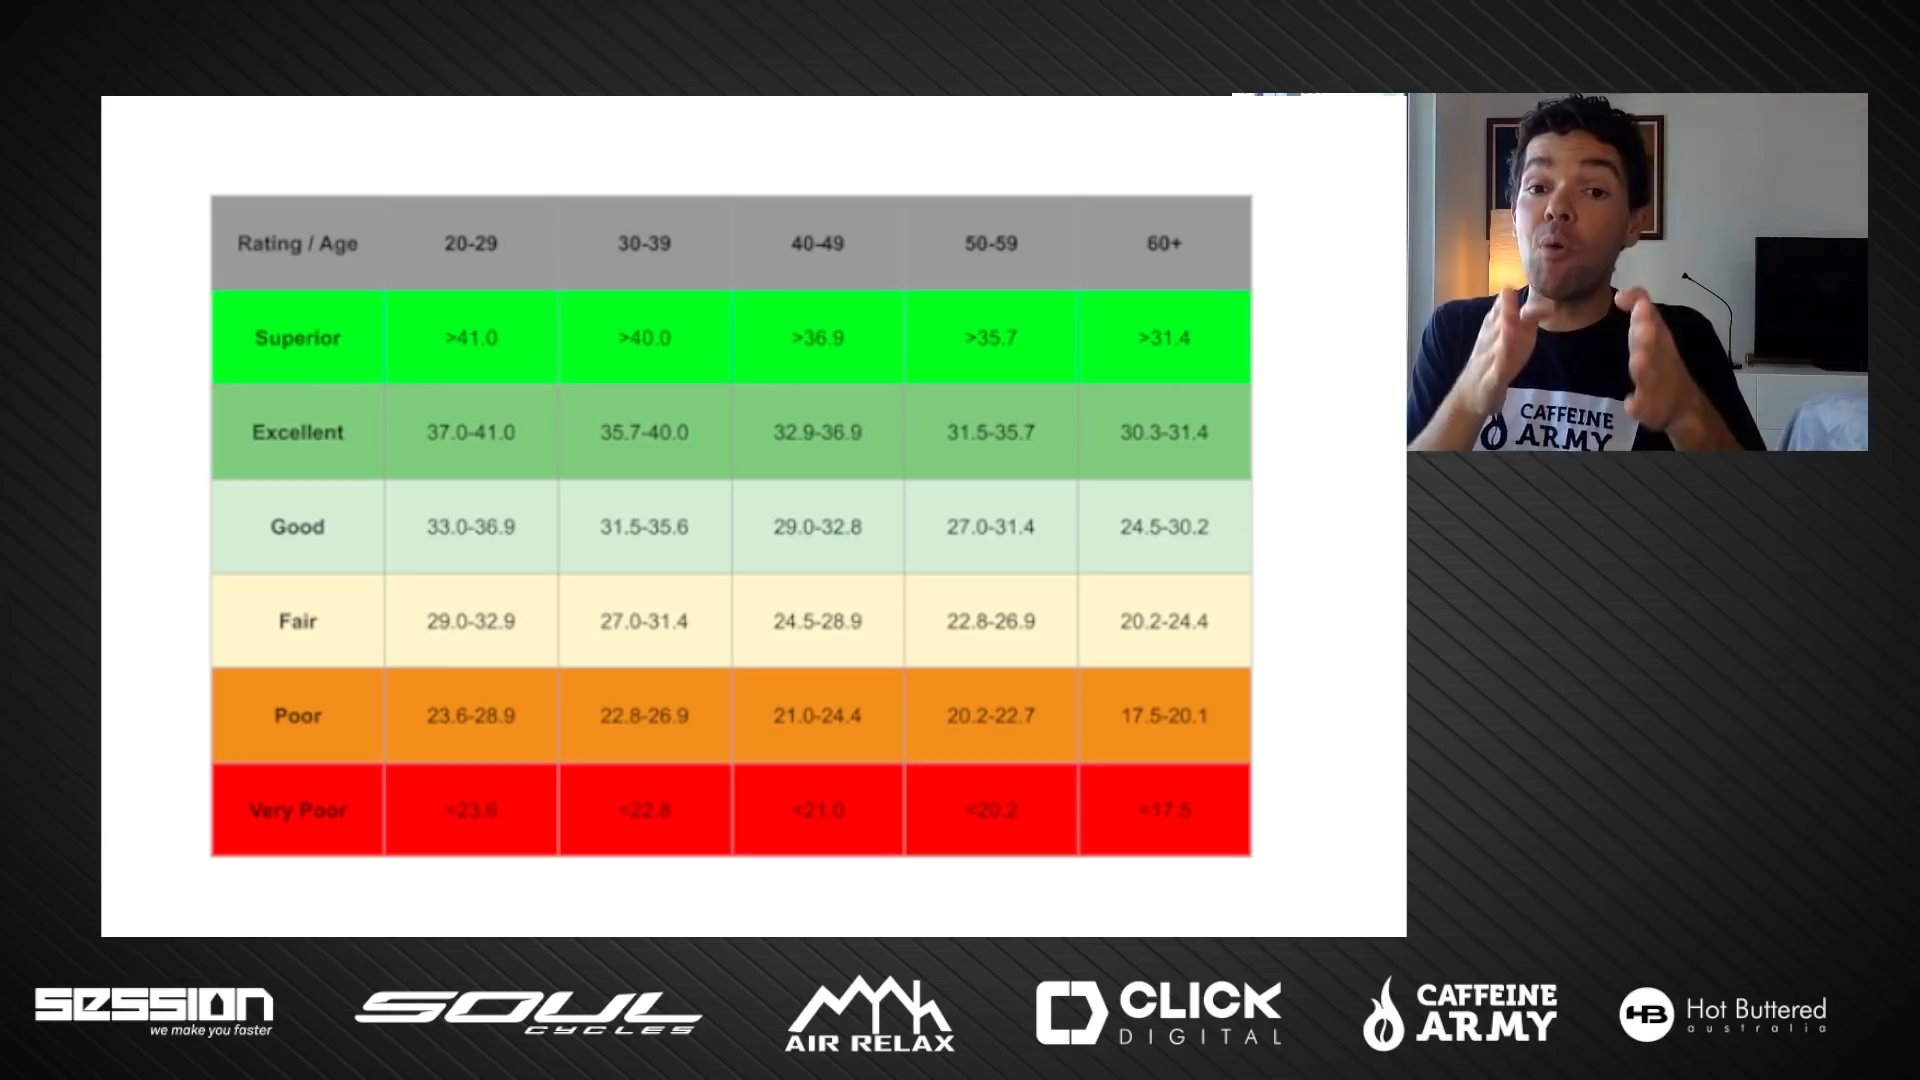 Rating / Age 20-29 30-39 40-49 50-59 60+
Superior >41.0 >40.0 >36.9 >35.7 >31.4
Excellent 37.0-41.0 35.7-40.0 32.9-36.9 31.5-35.7 30.3-31.4
Good 33.0-36.9 31.5-35.6 29.0-32.8 27.0-31.4 24.5-30.2
Fair 29.0-32.9 27.0-31.4 24.5-28.9 22.8-26.9 20.2-24.4
Poor 23.6-28.9 22.8-26.9 21.0-24.4 20.2-22.7 17.5-20.1
Very Poor <23.6 <22.8 <21.0 <20.2 <17.5
CAFFEINE
ARMY
SESSION
we make you faster
SOUL
CYCLES
AIR RELAX
CLICK
DIGITAL
CAFFEINE
ARMY
HB
Hot Buttered
australia